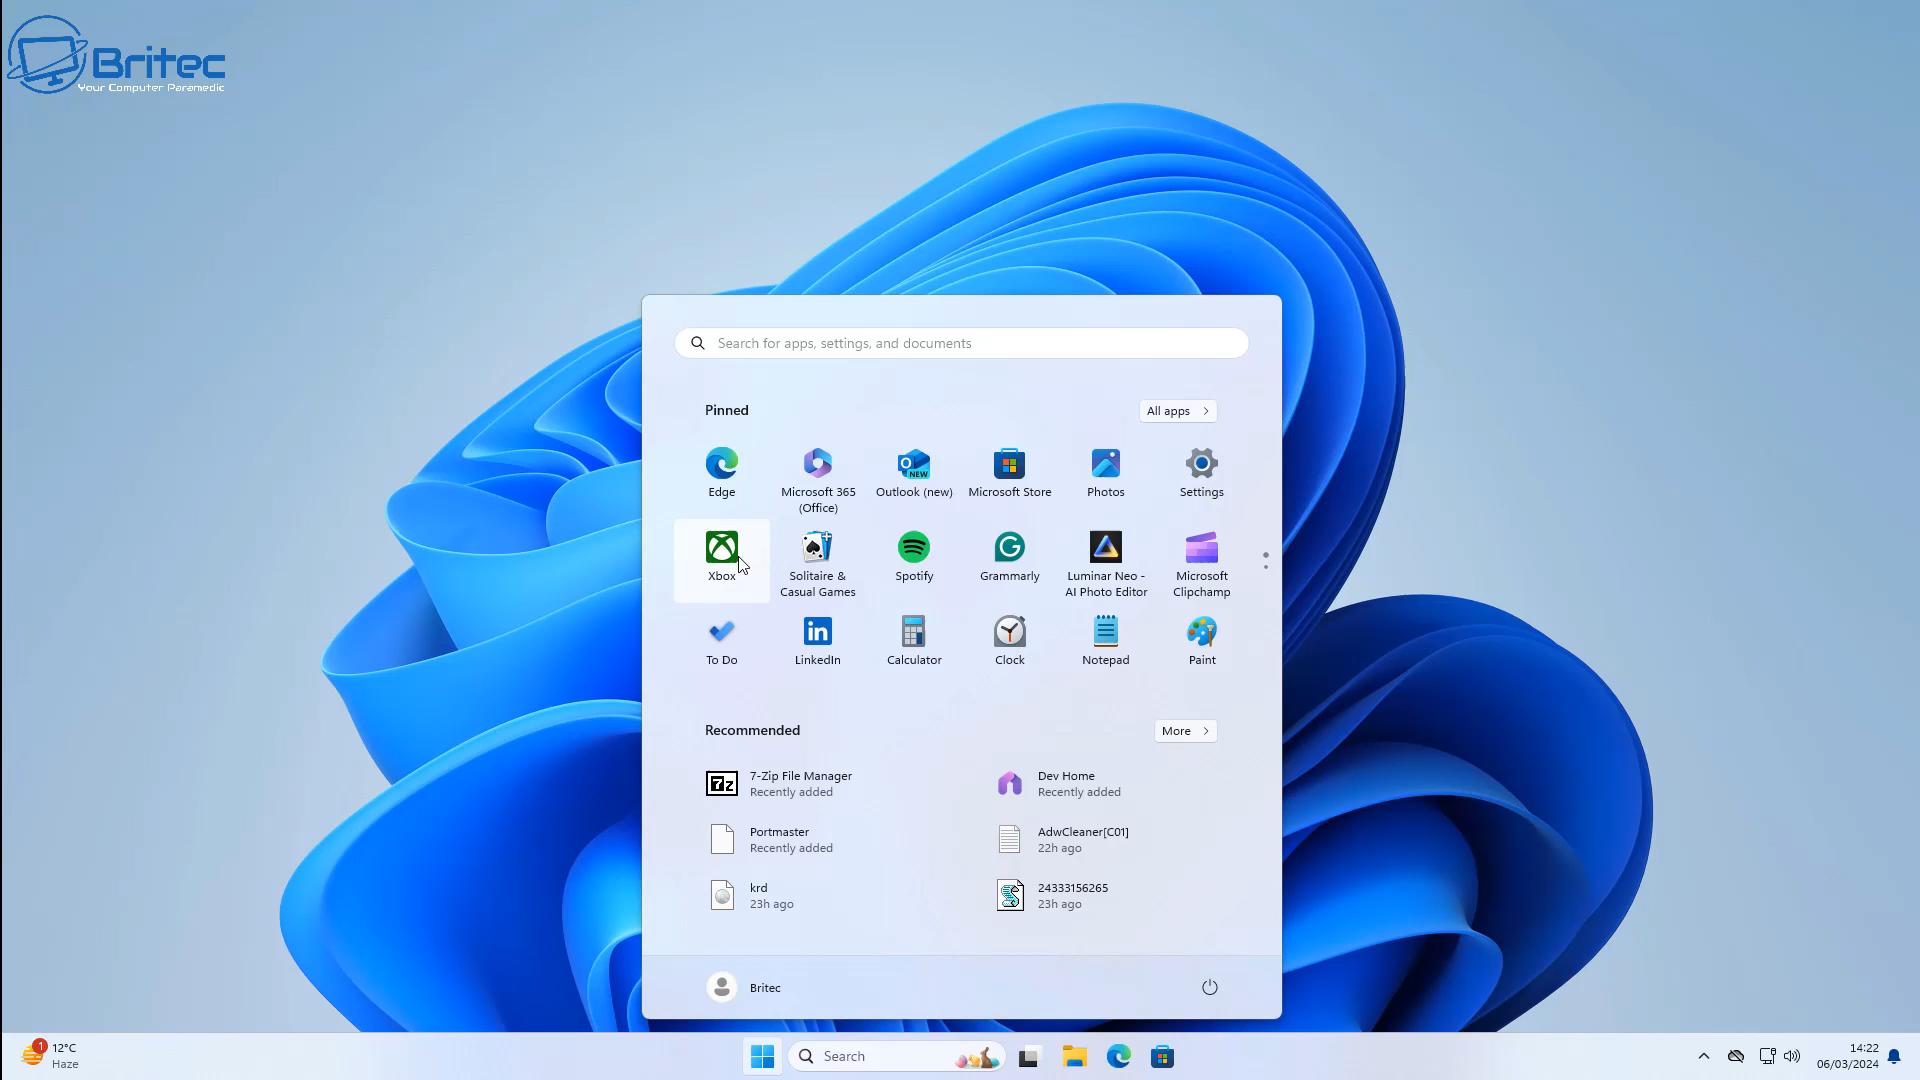 Britec
Your Computer Paramedic
Search for apps, settings, and documents
Pinned
All apps
Edge
Microsoft 365
(Office)
Outlook (new)
NEW
Microsoft Store
Photos
Settings
Xbox
Solitaire &
Casual Games
Spotify
Grammarly
Luminar Neo -
AI Photo Editor
Microsoft
Clipchamp
To Do
LinkedIn
Calculator
Clock
Notepad
Paint
Recommended
More
7z
7-Zip File Manager
Recently added
Dev Home
Recently added
Portmaster
Recently added
AdwCleaner[C01]
22h ago
krd
23h ago
24333156265
23h ago
Britec
1
12°C
Haze
Search
14:22
06/03/2024